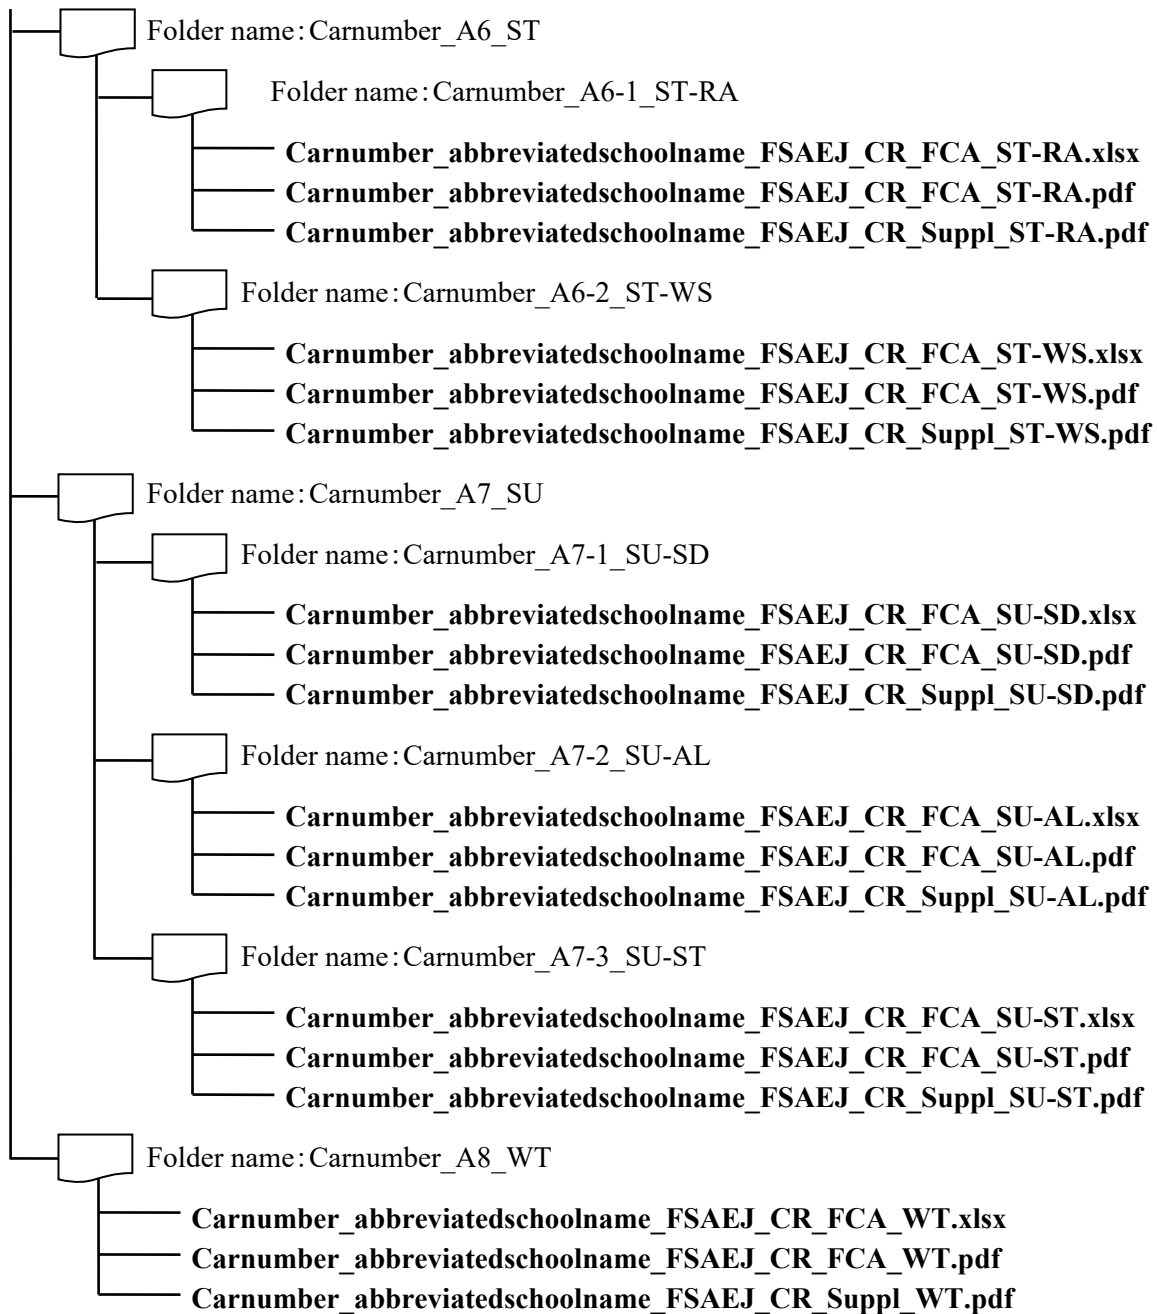 Folder name:Carnumber_A6_ST
Folder name:Carnumber_A6-1_ST-RA
Carnumber_abbreviatedschoolname_FSAEJ_CR_FCA_ST-RA.xlsx
Carnumber_abbreviatedschoolname_FSAEJ_CR_FCA_ST-RA.pdf
Carnumber_abbreviatedschoolname_FSAEJ_CR_Suppl_ST-RA.pdf
Folder name:Carnumber_A6-2_ST-WS
Carnumber_abbreviatedschoolname_FSAEJ_CR_FCA_ST-WS.xlsx
Carnumber_abbreviatedschoolname_FSAEJ_CR_FCA_ST-WS.pdf
Carnumber_abbreviatedschoolname_FSAEJ_CR_Suppl_ST-WS.pdf
Folder name:Carnumber_A7_SU
Folder name:Carnumber_A7-1_SU-SD
Carnumber_abbreviatedschoolname_FSAEJ_CR_FCA_SU-SD.xlsx
Carnumber_abbreviatedschoolname_FSAEJ_CR_FCA_SU-SD.pdf
Carnumber_abbreviatedschoolname_FSAEJ_CR_Suppl_SU-SD.pdf
Folder name:Carnumber_A7-2_SU-AL
Carnumber_abbreviatedschoolname_FSAEJ_CR_FCA_SU-AL.xlsx
Carnumber_abbreviatedschoolname_FSAEJ_CR_FCA_SU-AL.pdf
Carnumber_abbreviatedschoolname_FSAEJ_CR_Suppl_SU-AL.pdf
Folder name:Carnumber_A7-3_SU-ST
Carnumber_abbreviatedschoolname_FSAEJ_CR_FCA_SU-ST.xlsx
Carnumber_abbreviatedschoolname_FSAEJ_CR_FCA_SU-ST.pdf
Carnumber_abbreviatedschoolname_FSAEJ_CR_Suppl_SU-ST.pdf
Folder name:Carnumber_A8_WT
Carnumber_abbreviatedschoolname_FSAEJ_CR_FCA_WT.xlsx
Carnumber_abbreviatedschoolname_FSAEJ_CR_FCA_WT.pdf
Carnumber_abbreviatedschoolname_FSAEJ_CR_Suppl_WT.pdf